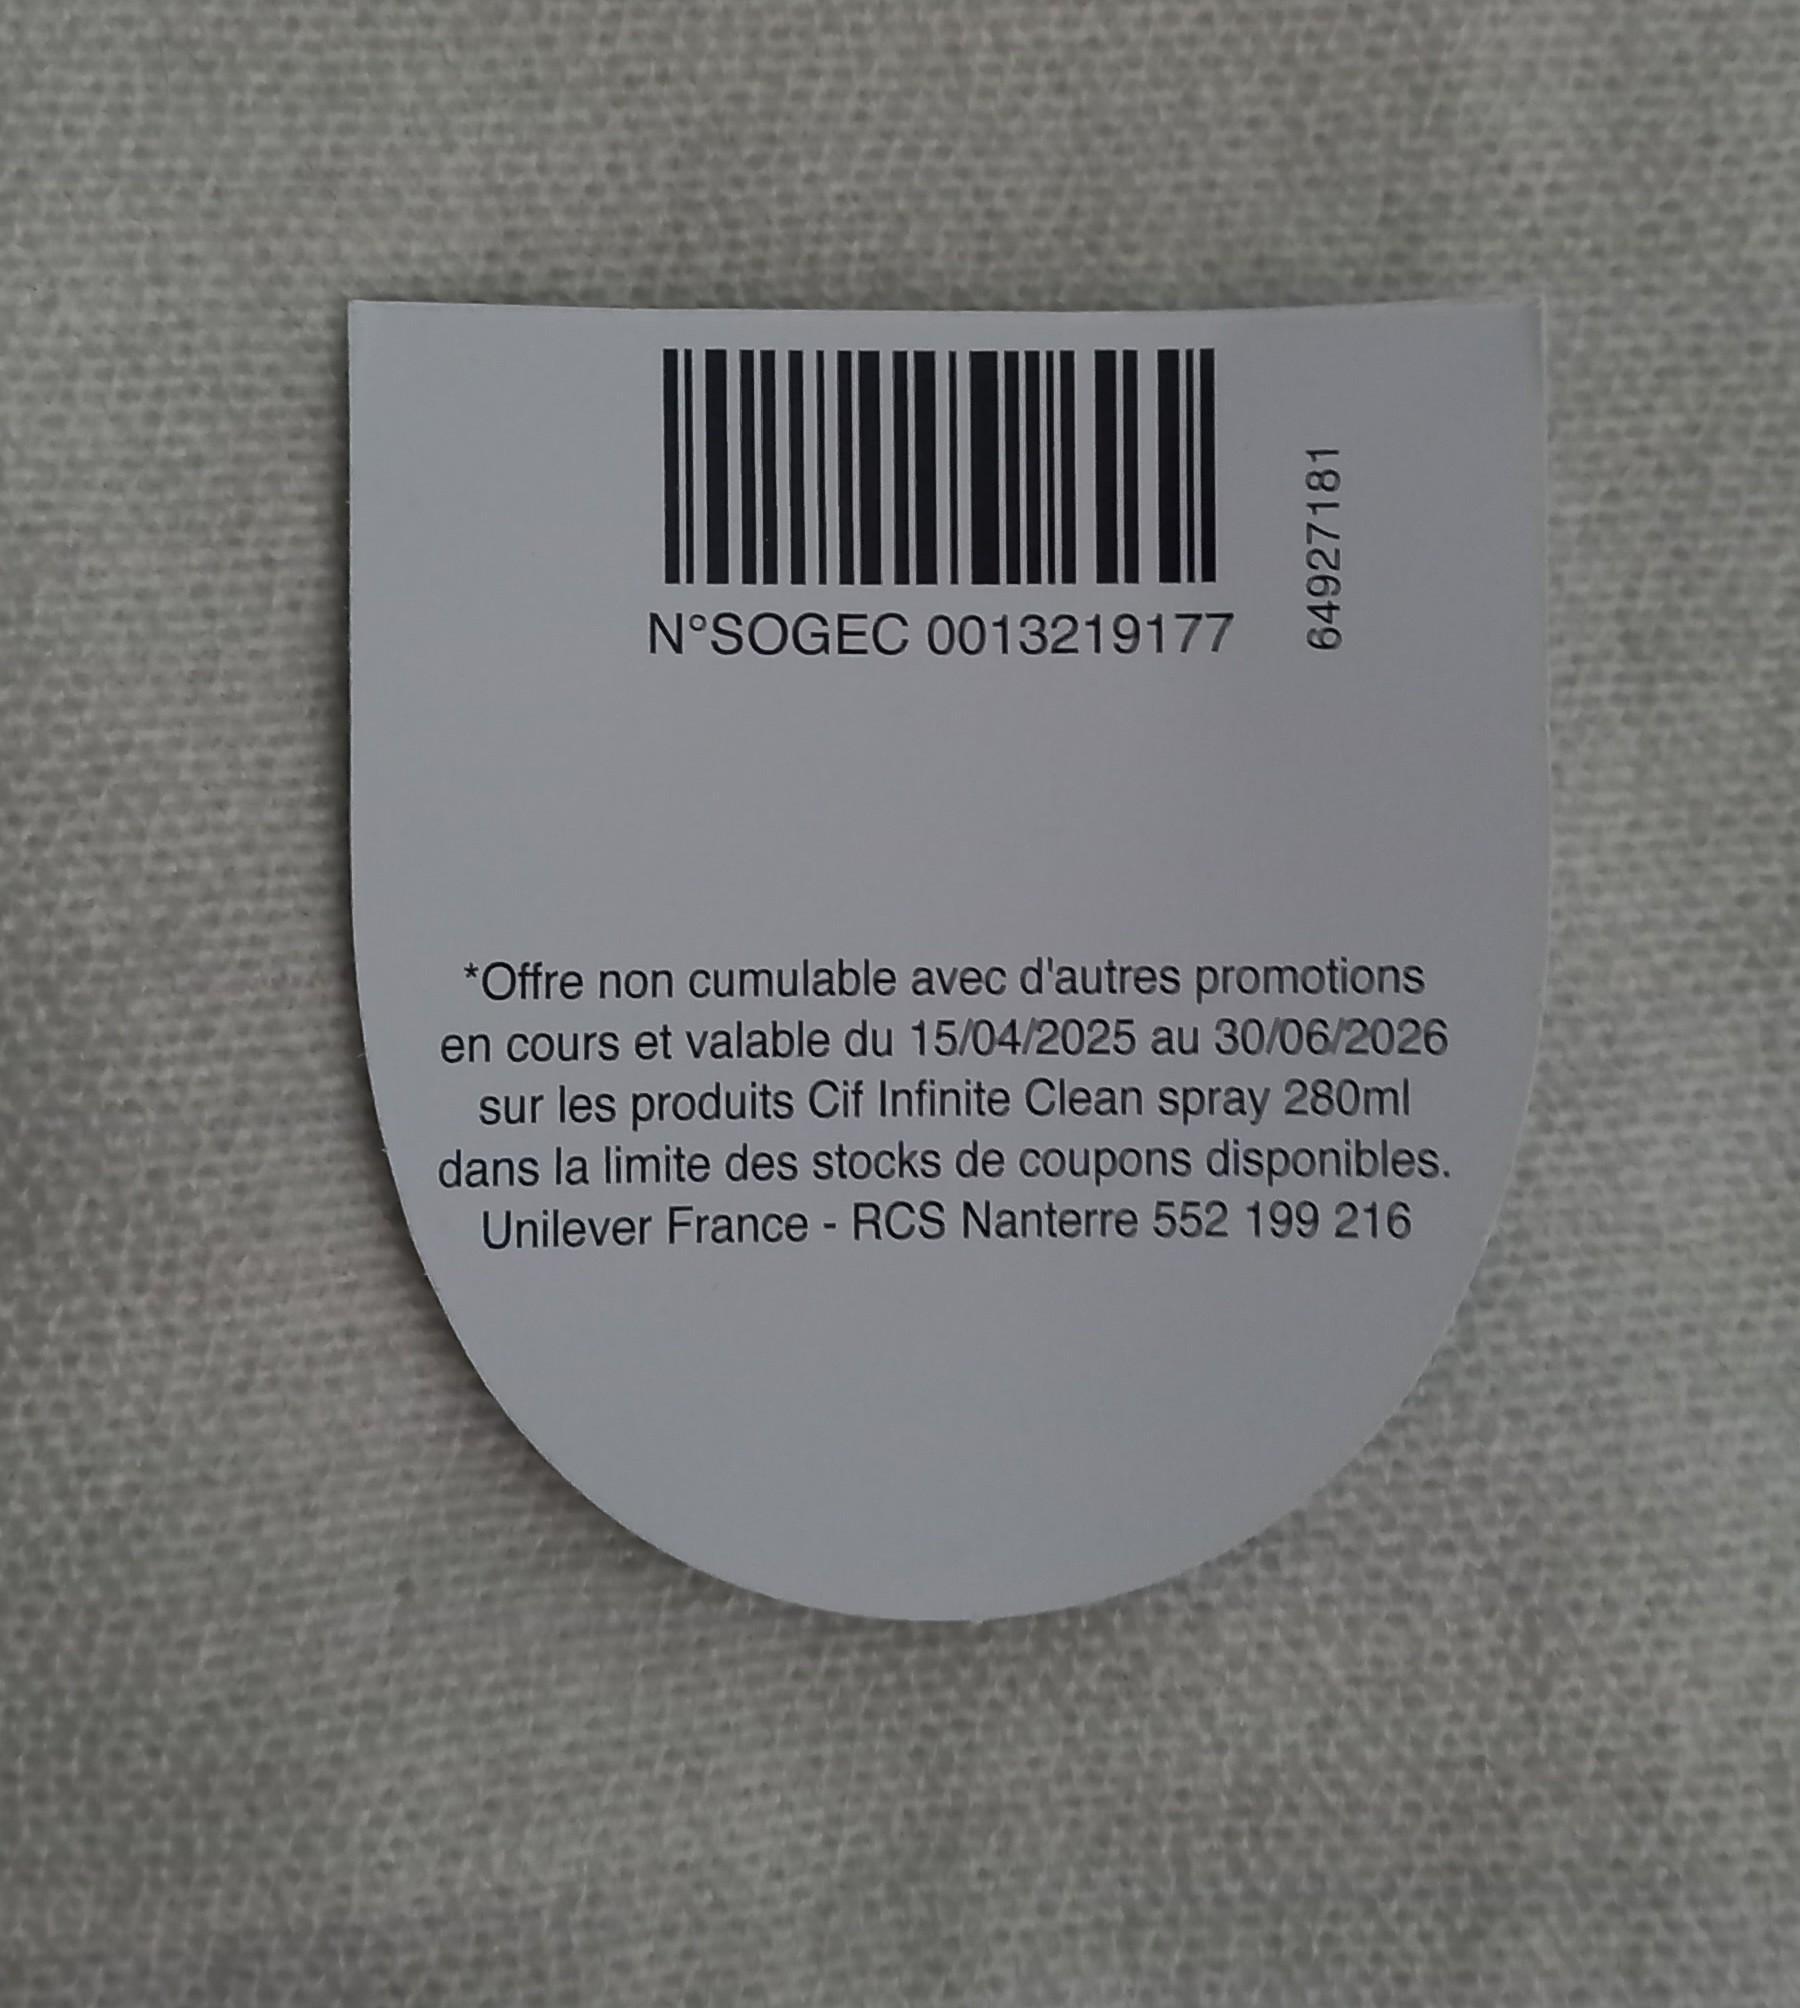 N°SOGEC 0013219177
64927181
*Offre non cumulable avec d'autres promotions
en cours et valable du 15/04/2025 au 30/06/2026
sur les produits Cif Infinite Clean spray 280ml
dans la limite des stocks de coupons disponibles.
Unilever France - RCS Nanterre 552 199 216